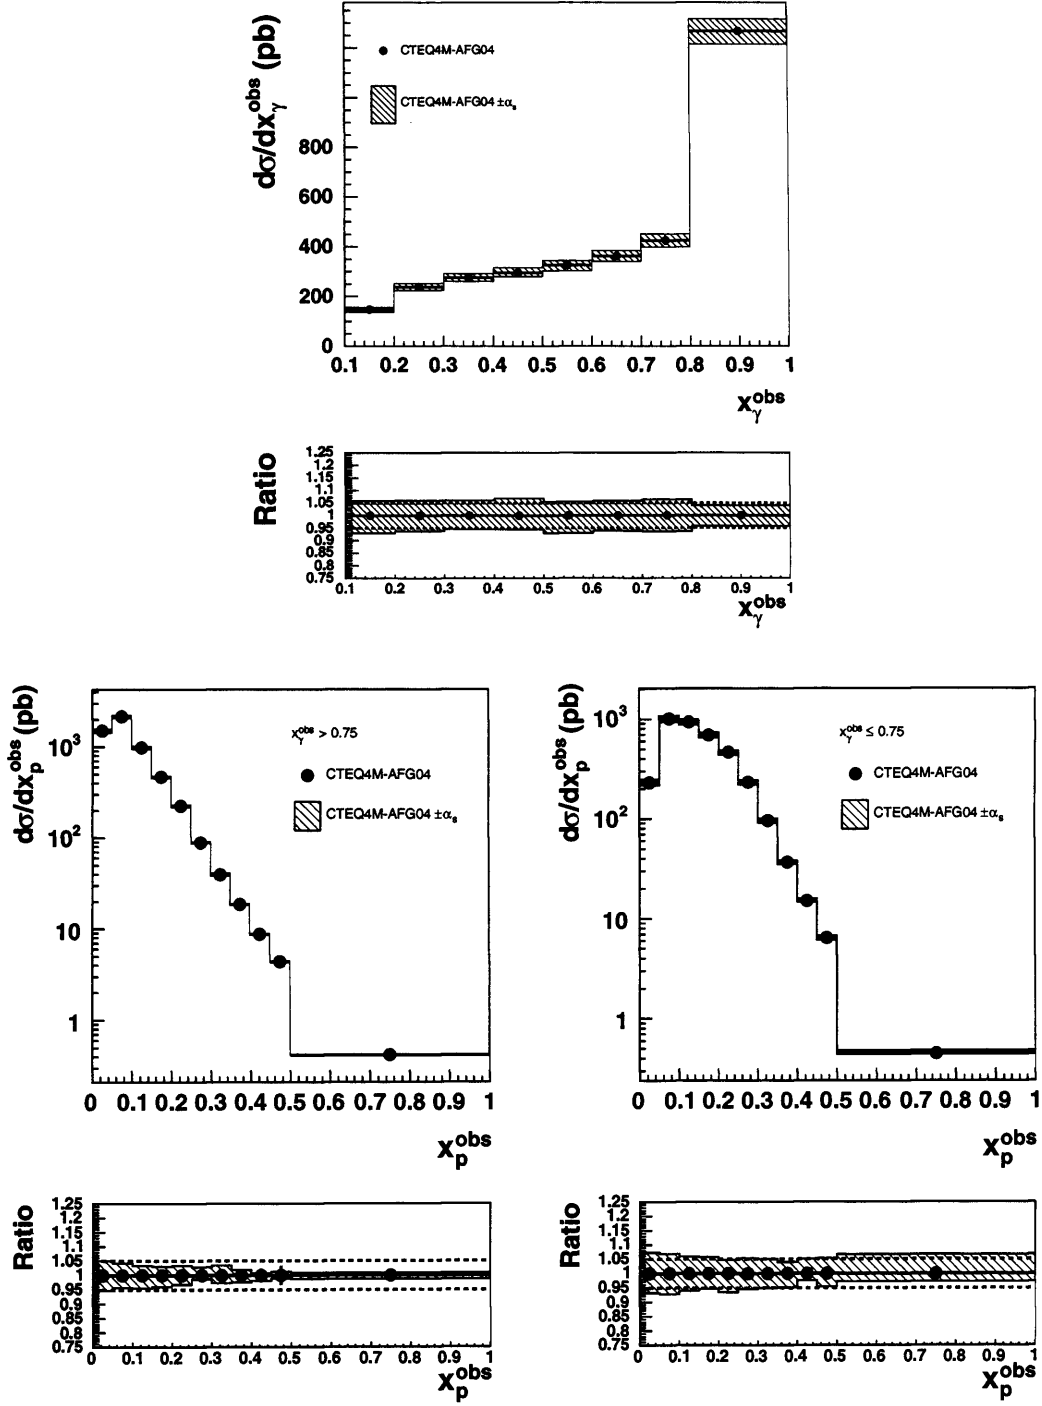 dσ/dx_γ^obs (pb)
CTEQ4M-AFG04
CTEQ4M-AFG04 ±α_s
800
600
400
200
0
0.1 0.2 0.3 0.4 0.5 0.6 0.7 0.8 0.9 1
x_γ^obs
Ratio
1.25
1.2
1.15
1.1
1.05
1
0.95
0.9
0.85
0.8
0.75
0.1 0.2 0.3 0.4 0.5 0.6 0.7 0.8 0.9 1
x_γ^obs
dσ/dx_p^obs (pb)
x_γ^obs > 0.75
CTEQ4M-AFG04
CTEQ4M-AFG04 ±α_s
10^3
10^2
10
1
0 0.1 0.2 0.3 0.4 0.5 0.6 0.7 0.8 0.9 1
x_p^obs
Ratio
1.25
1.2
1.15
1.1
1.05
1
0.95
0.9
0.85
0.8
0.75
0 0.1 0.2 0.3 0.4 0.5 0.6 0.7 0.8 0.9 1
x_p^obs
dσ/dx_p^obs (pb)
x_γ^obs ≤ 0.75
CTEQ4M-AFG04
CTEQ4M-AFG04 ±α_s
10^3
10^2
10
1
0 0.1 0.2 0.3 0.4 0.5 0.6 0.7 0.8 0.9 1
x_p^obs
Ratio
1.25
1.2
1.15
1.1
1.05
1
0.95
0.9
0.85
0.8
0.75
0 0.1 0.2 0.3 0.4 0.5 0.6 0.7 0.8 0.9 1
x_p^obs